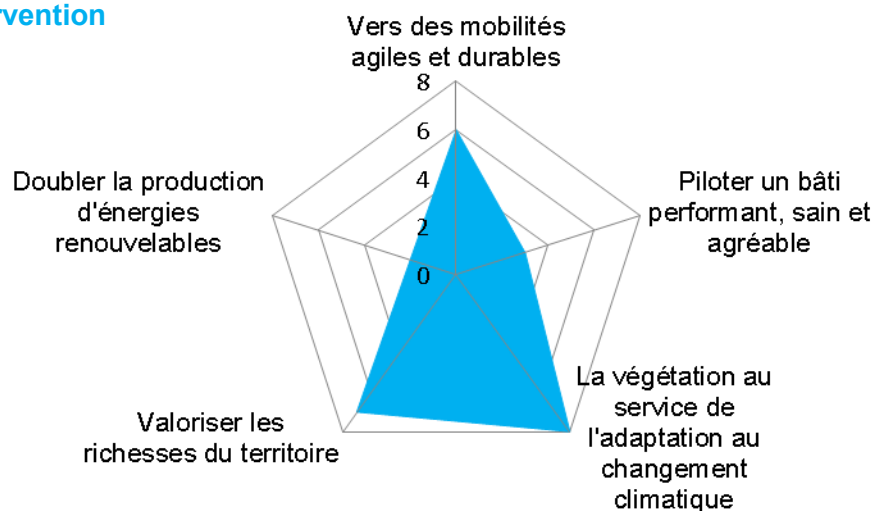 rvention
Vers des mobilités
agiles et durables
8
6
4
2
0
Doubler la production
d'énergies
renouvelables
Piloter un bâti
performant, sain et
agréable
Valoriser les
richesses du territoire
La végétation au
service de
l'adaptation au
changement
climatique